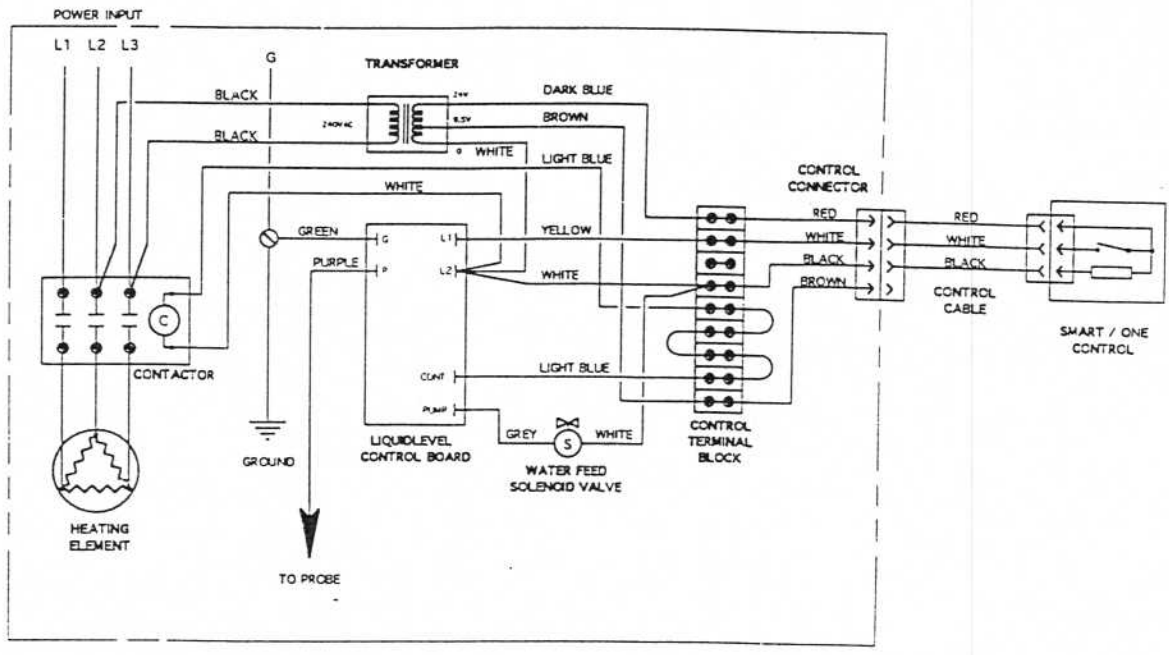 POWER INPUT
L1 L2 L3
G
TRANSFORMER
BLACK
24V
DARK BLUE
240VAC
8.5V
BROWN
BLACK
0
WHITE
LIGHT BLUE
WHITE
CONTROL
CONNECTOR
GREEN
G
L1
YELLOW
RED
RED
WHITE
WHITE
PURPLE
P
L2
WHITE
BLACK
BLACK
BROWN
CONTROL
CABLE
C
CONTACTOR
SMART / ONE
CONTROL
CONT
LIGHT BLUE
PUMP
GREY
S
WHITE
CONTROL
TERMINAL
BLOCK
GROUND
LIQUIDLEVEL
CONTROL BOARD
WATER FEED
SOLENOID VALVE
HEATING
ELEMENT
TO PROBE